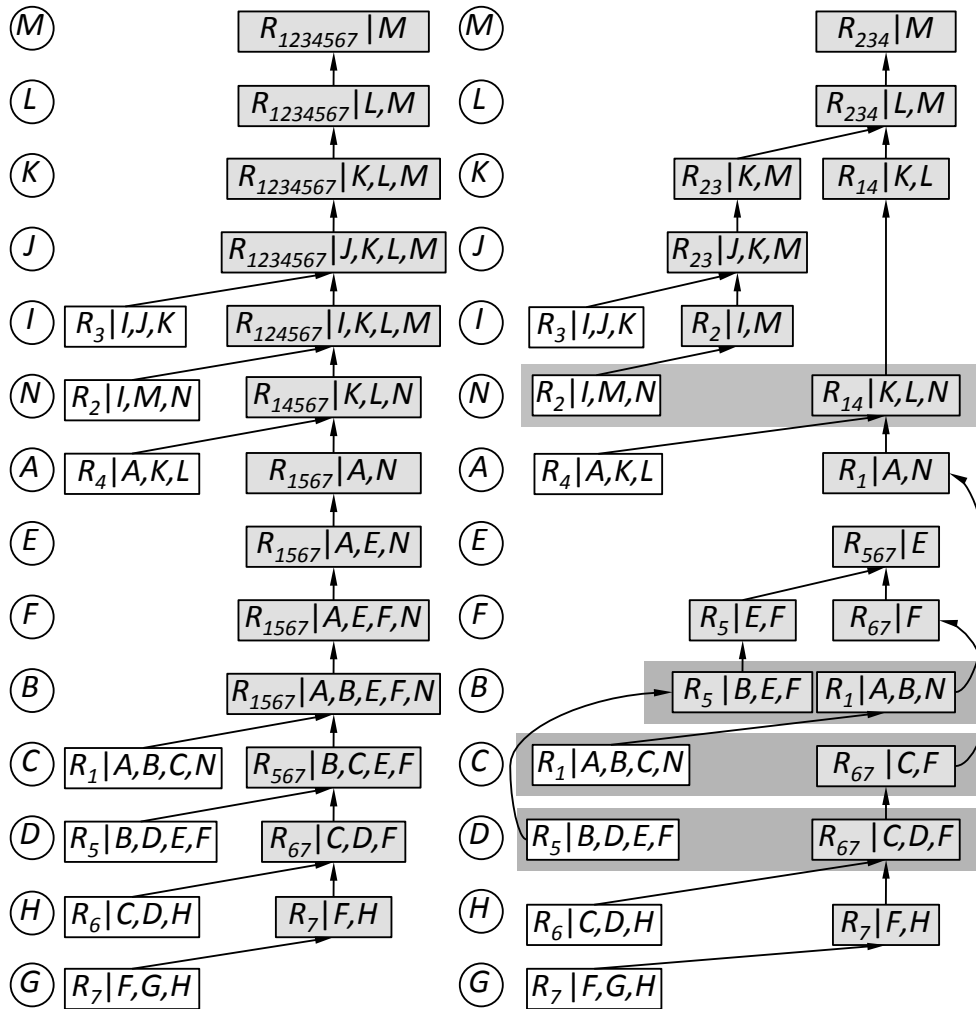 M R₁₂₃₄₅₆₇|M M R₂₃₄|M
L R₁₂₃₄₅₆₇|L,M L R₂₃₄|L,M
K R₁₂₃₄₅₆₇|K,L,M K R₂₃|K,M R₁₄|K,L
J R₁₂₃₄₅₆₇|J,K,L,M J R₂₃|J,K,M
I R₃|I,J,K R₁₂₄₅₆₇|I,K,L,M I R₃|I,J,K R₂|I,M
N R₂|I,M,N R₁₄₅₆₇|K,L,N N R₂|I,M,N R₁₄|K,L,N
A R₄|A,K,L R₁₅₆₇|A,N A R₄|A,K,L R₁|A,N
E R₁₅₆₇|A,E,N E R₅₆₇|E
F R₁₅₆₇|A,E,F,N F R₅|E,F R₆₇|F
B R₁₅₆₇|A,B,E,F,N B R₅|B,E,F R₁|A,B,N
C R₁|A,B,C,N R₅₆₇|B,C,E,F C R₁|A,B,C,N R₆₇|C,F
D R₅|B,D,E,F R₆₇|C,D,F D R₅|B,D,E,F R₆₇|C,D,F
H R₆|C,D,H R₇|F,H H R₆|C,D,H R₇|F,H
G R₇|F,G,H G R₇|F,G,H